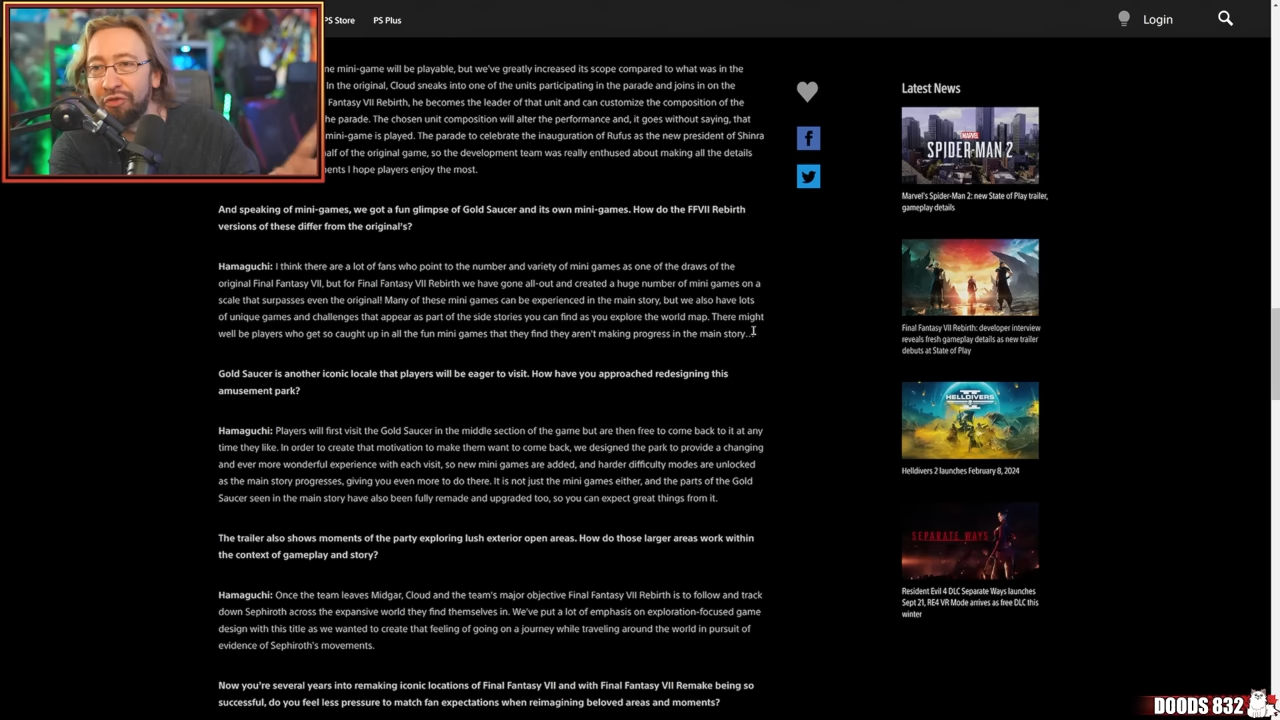 PS Store
PS Plus
Login
me mini-game will be playable, but we've greatly increased its scope compared to what was in the
In the original, Cloud sneaks into one of the units participating in the parade and joins in on the
Fantasy VII Rebirth, he becomes the leader of that unit and can customize the composition of the
he parade. The chosen unit composition will alter the performance and, it goes without saying, that
mini-game is played. The parade to celebrate the inauguration of Rufus as the new president of Shinra
alf of the original game, so the development team was really enthused about making all the details
ents I hope players enjoy the most.
And speaking of mini-games, we got a fun glimpse of Gold Saucer and its own mini-games. How do the FFVII Rebirth
versions of these differ from the original's?
Hamaguchi: I think there are a lot of fans who point to the number and variety of mini games as one of the draws of the
original Final Fantasy VII, but for Final Fantasy VII Rebirth we have gone all-out and created a huge number of mini games on a
scale that surpasses even the original! Many of these mini games can be experienced in the main story, but we also have lots
of unique games and challenges that appear as part of the side stories you can find as you explore the world map. There might
well be players who get so caught up in all the fun mini games that they find they aren't making progress in the main story...
Gold Saucer is another iconic locale that players will be eager to visit. How have you approached redesigning this
amusement park?
Hamaguchi: Players will first visit the Gold Saucer in the middle section of the game but are then free to come back to it at any
time they like. In order to create that motivation to make them want to come back, we designed the park to provide a changing
and ever more wonderful experience with each visit, so new mini games are added, and harder difficulty modes are unlocked
as the main story progresses, giving you even more to do there. It is not just the mini games either, and the parts of the Gold
Saucer seen in the main story have also been fully remade and upgraded too, so you can expect great things from it.
The trailer also shows moments of the party exploring lush exterior open areas. How do those larger areas work within
the context of gameplay and story?
Hamaguchi: Once the team leaves Midgar, Cloud and the team's major objective Final Fantasy VII Rebirth is to follow and track
down Sephiroth across the expansive world they find themselves in. We've put a lot of emphasis on exploration-focused game
design with this title as we wanted to create that feeling of going on a journey while traveling around the world in pursuit of
evidence of Sephiroth's movements.
Now you're several years into remaking iconic locations of Final Fantasy VII and with Final Fantasy VII Remake being so
successful, do you feel less pressure to match fan expectations when reimagining beloved areas and moments?
Latest News
MARVEL
SPIDER-MAN 2
Marvel's Spider-Man 2: new State of Play trailer,
gameplay details
Final Fantasy VII Rebirth: developer interview
reveals fresh gameplay details as new trailer
debuts at State of Play
HELLDIVERS
Helldivers 2 launches February 8, 2024
SEPARATE WAYS
Resident Evil 4 DLC Separate Ways launches
Sept 21, RE4 VR Mode arrives as free DLC this
winter
DOODS 832